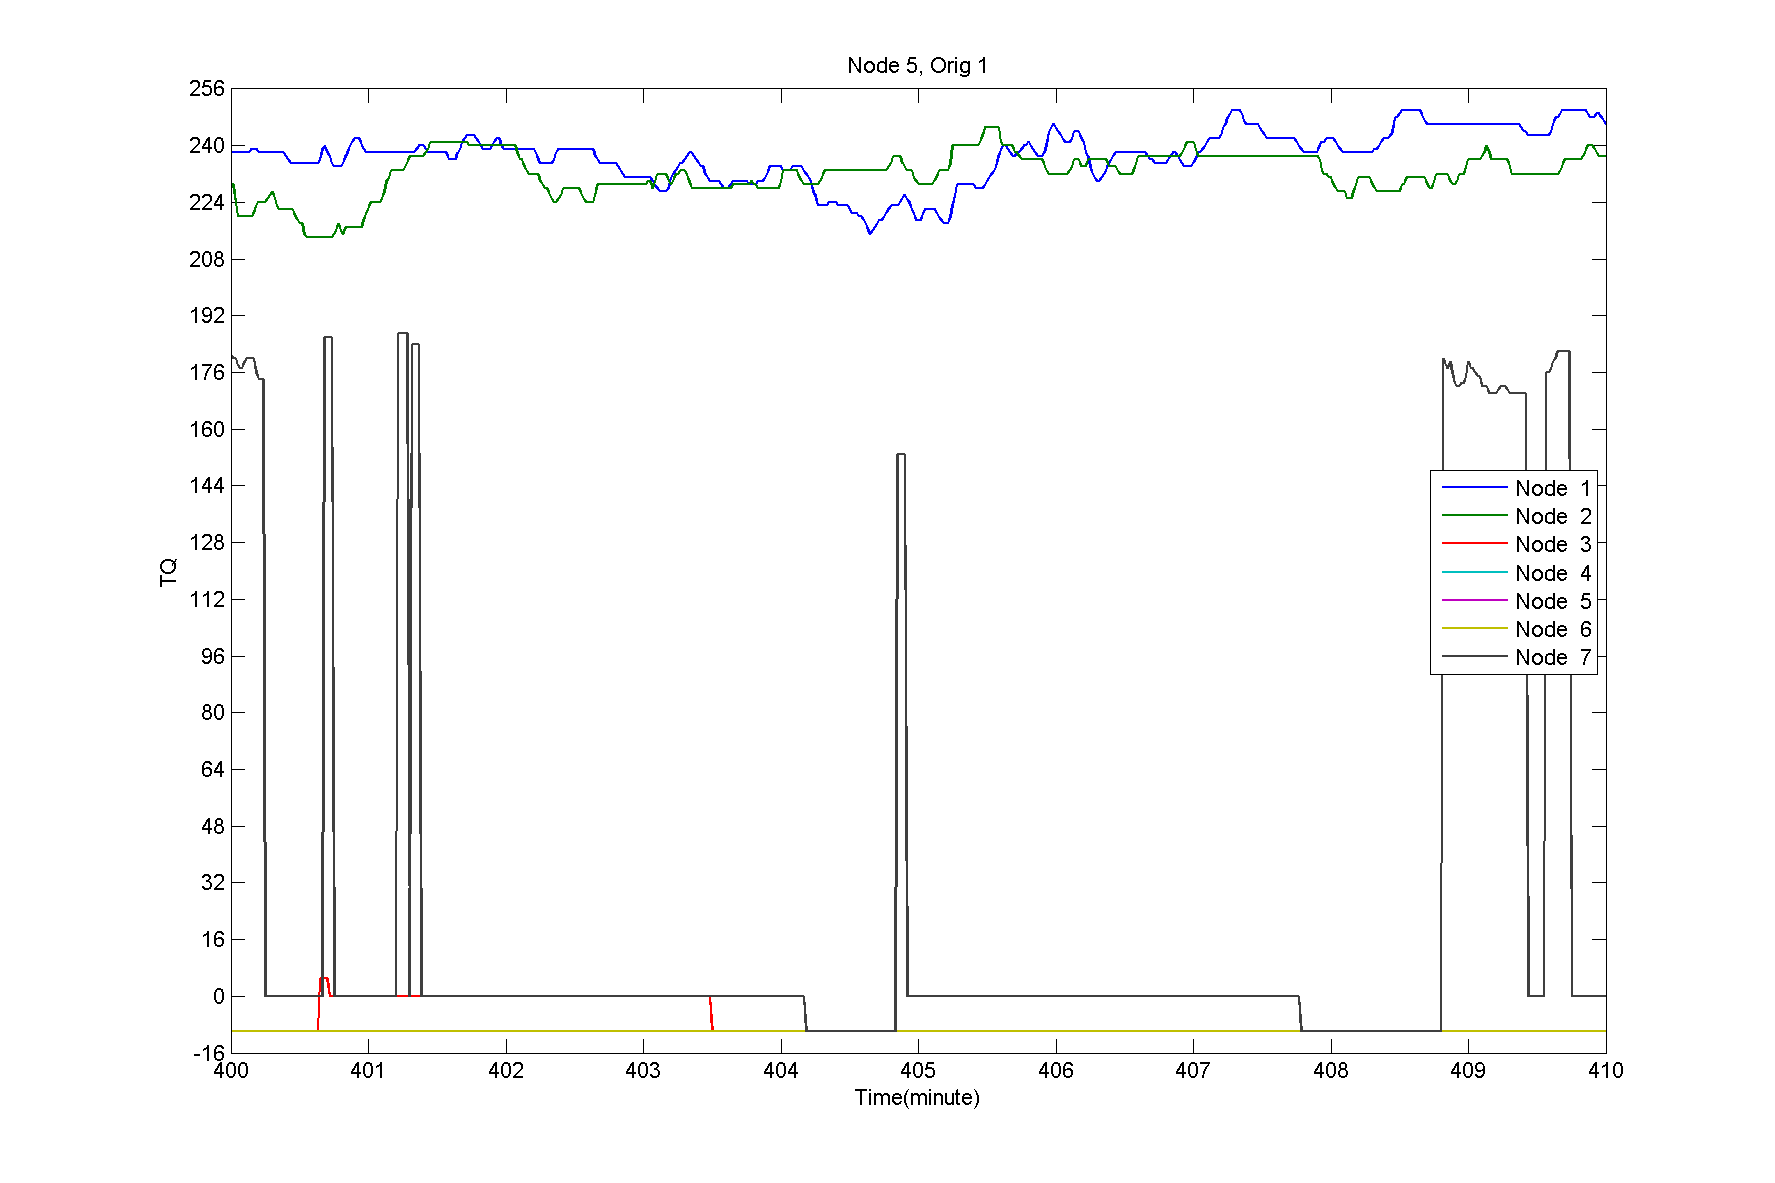 Node 5, Orig 1
256
240
224
208
192
176
160
144
128
112
96
80
64
48
32
16
0
-16
TQ
Node 1
Node 2
Node 3
Node 4
Node 5
Node 6
Node 7
400 401 402 403 404 405 406 407 408 409 410
Time(minute)